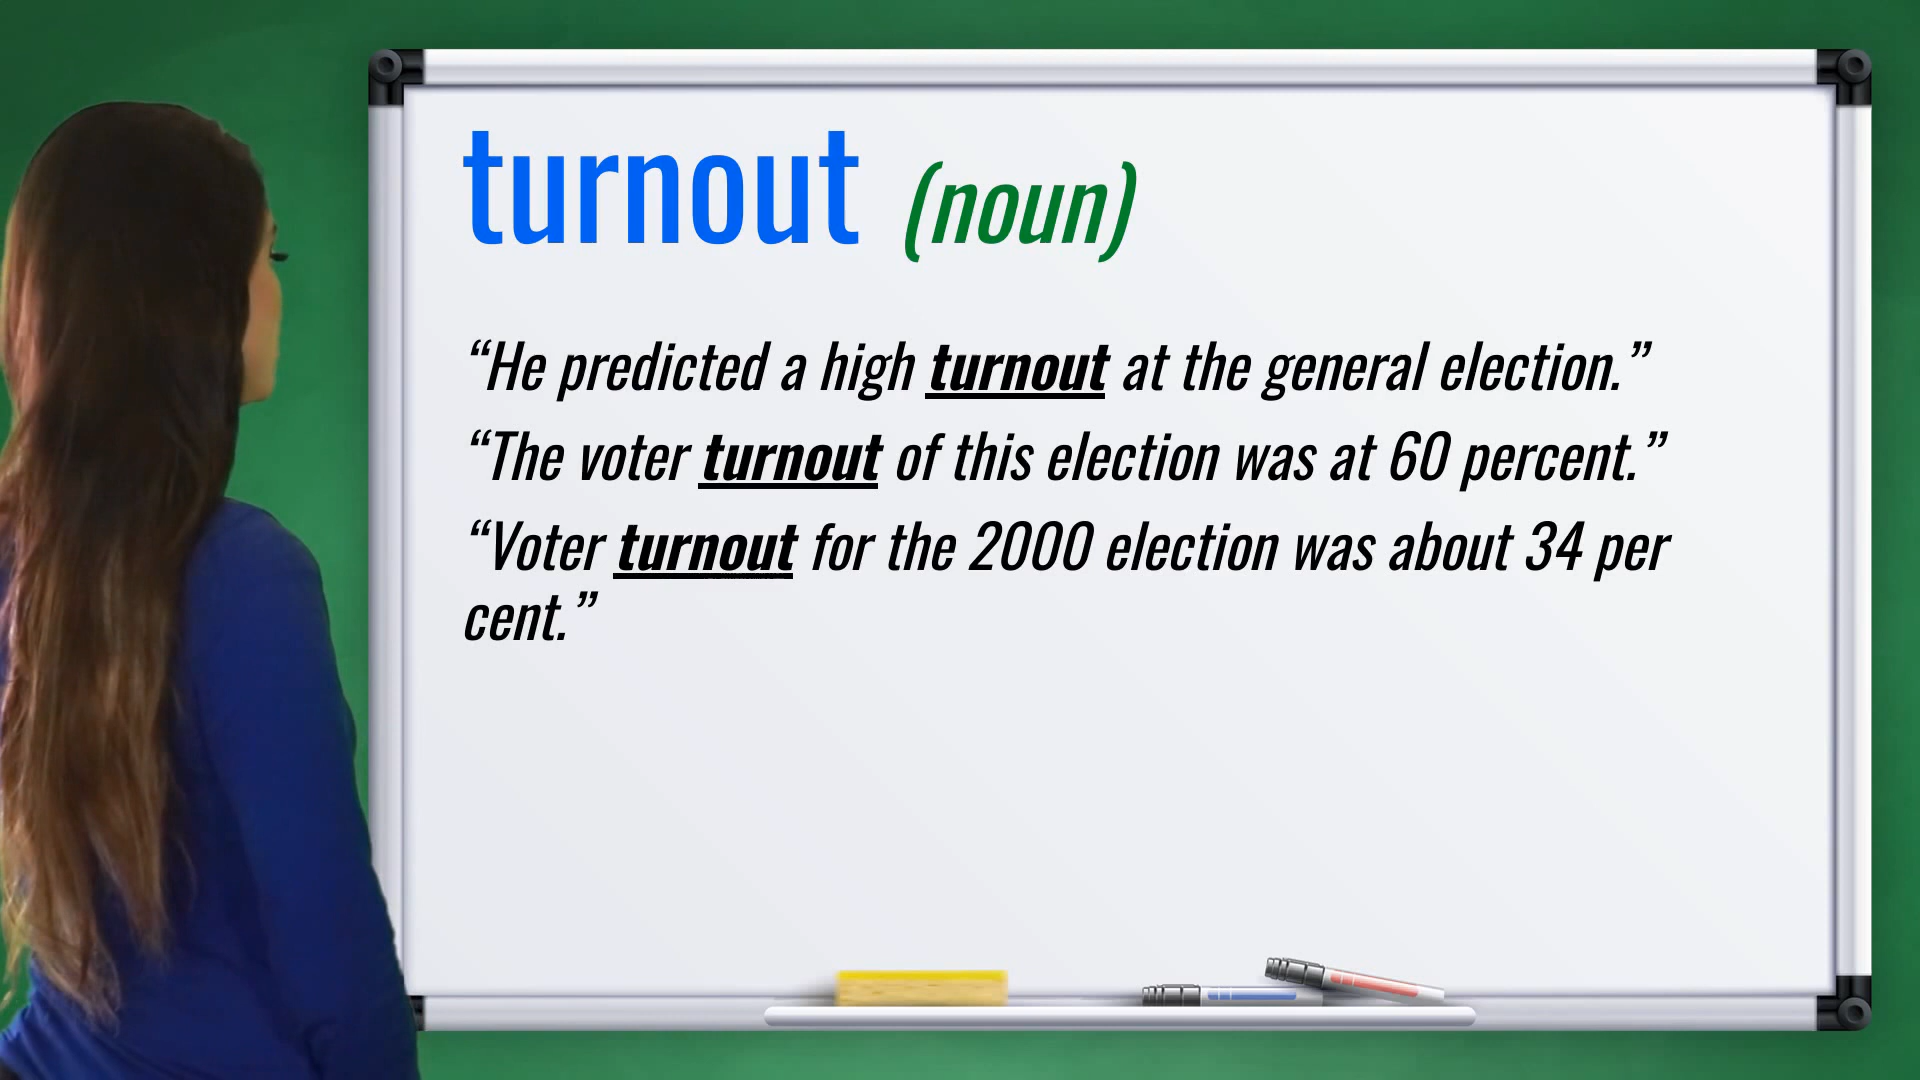 turnout (noun)
“He predicted a high turnout at the general election.”
“The voter turnout of this election was at 60 percent.”
“Voter turnout for the 2000 election was about 34 per
cent.”